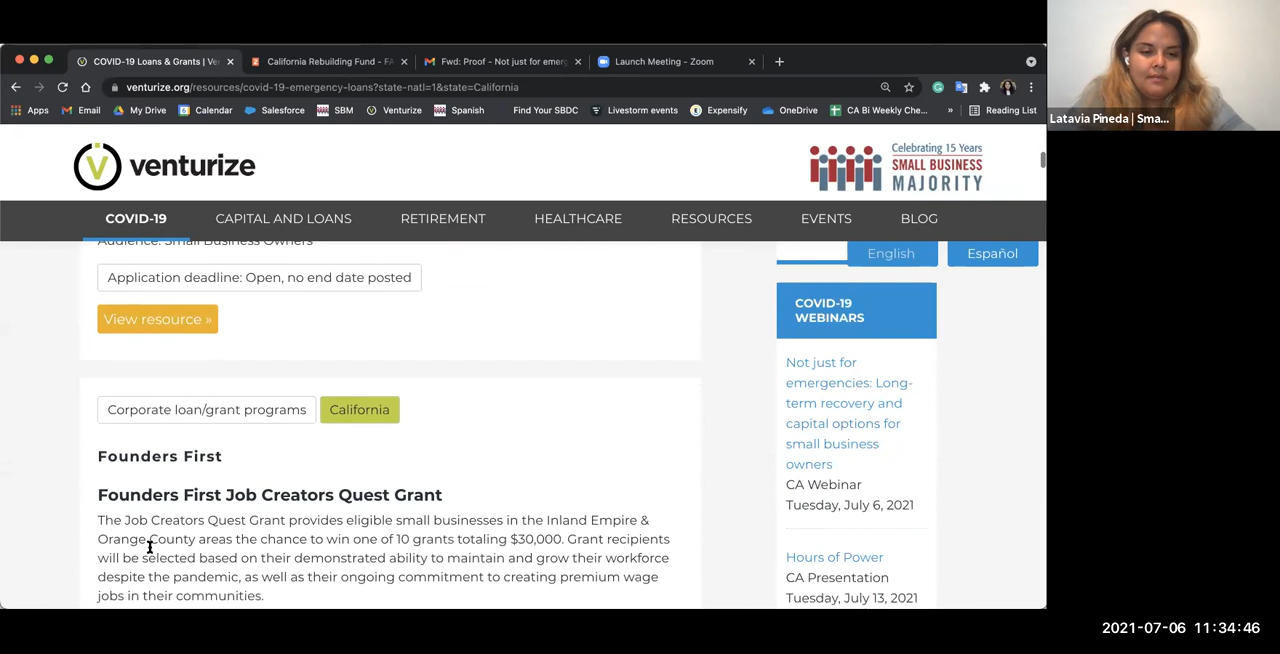 COVID-19 Loans & Grants | Ve
California Rebuilding Fund - FA
Fwd: Proof - Not just for emerg
Launch Meeting - Zoom
venturize.org/resources/covid-19-emergency-loans?state-natl=1&state=California
Apps
Email
My Drive
Calendar
Salesforce
SBM
Venturize
Spanish
Find Your SBDC
Livestorm events
Expensify
OneDrive
CA Bi Weekly Che...
»
Reading List
Latavia Pineda | Sma...
venturize
Celebrating 15 Years
SMALL BUSINESS
MAJORITY
COVID-19
CAPITAL AND LOANS
RETIREMENT
HEALTHCARE
RESOURCES
EVENTS
BLOG
Audience: Small Business Owners
English
Español
Application deadline: Open, no end date posted
View resource »
Corporate loan/grant programs
California
Founders First
Founders First Job Creators Quest Grant
The Job Creators Quest Grant provides eligible small businesses in the Inland Empire &
Orange County areas the chance to win one of 10 grants totaling $30,000. Grant recipients
will be selected based on their demonstrated ability to maintain and grow their workforce
despite the pandemic, as well as their ongoing commitment to creating premium wage
jobs in their communities.
COVID-19
WEBINARS
Not just for
emergencies: Long-
term recovery and
capital options for
small business
owners
CA Webinar
Tuesday, July 6, 2021
Hours of Power
CA Presentation
Tuesday, July 13, 2021
2021-07-06 11:34:46